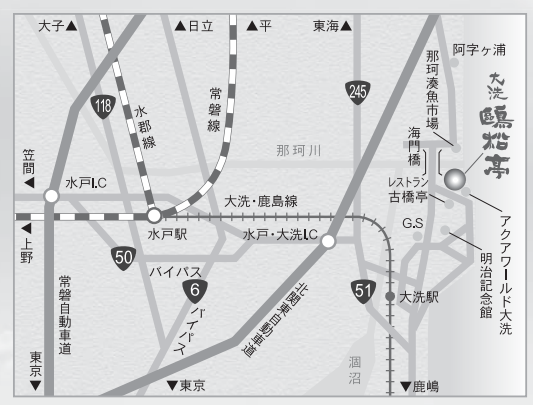 大子▲
▲日立
▲平
東海▲
阿字ヶ浦
那珂湊魚市場
大洗
鷗松亭
118
水郡線
常磐線
245
海門橋
笠間
◀
水戸I.C
那珂川
レストラン
古橋亭
大洗・鹿島線
G.S
◀
上野
水戸駅
水戸・大洗I.C
アクアワールド大洗
明治記念館
50
バイパス
6
バイパス
51
大洗駅
常磐自動車道
北関東自動車道
涸沼
東京
▼
▼東京
▼鹿嶋